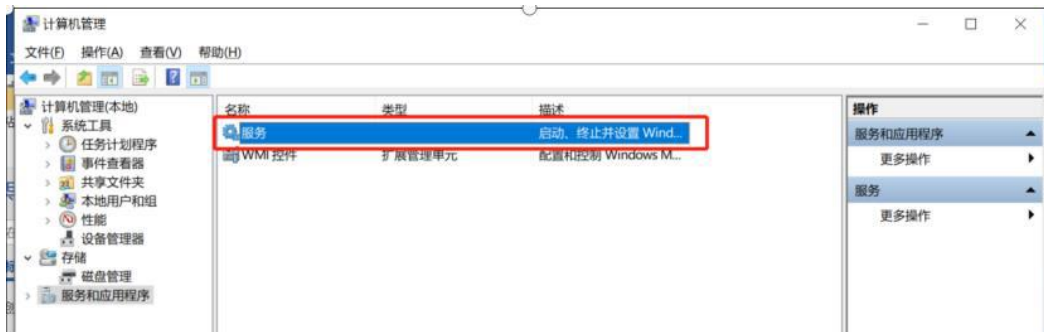 计算机管理
文件(F) 操作(A) 查看(V) 帮助(H)
计算机管理(本地)
系统工具
任务计划程序
事件查看器
共享文件夹
本地用户和组
性能
设备管理器
存储
磁盘管理
服务和应用程序
名称 类型 描述
服务 启动、终止并设置 Wind...
WMI 控件 扩展管理单元 配置和控制 Windows M...
操作
服务和应用程序
更多操作
服务
更多操作